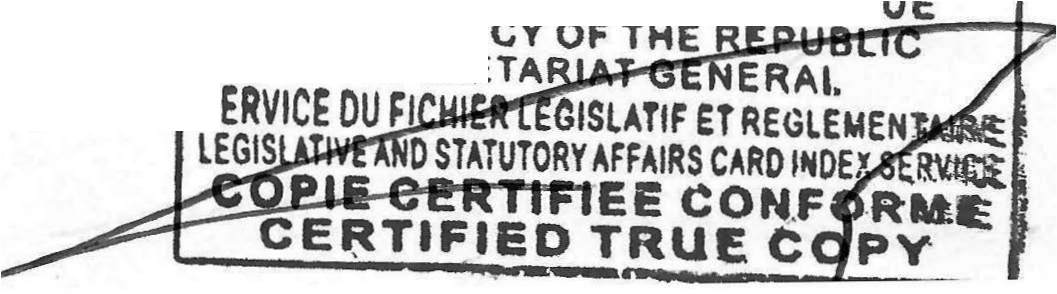 UE
CY OF THE REPUBLIC
TARIAT GENERAL
ERVICE DU FICHIER LEGISLATIF ET REGLEMENTAIRE
LEGISLATIVE AND STATUTORY AFFAIRS CARD INDEX SERVICE
COPIE CERTIFIEE CONFORME
CERTIFIED TRUE COPY